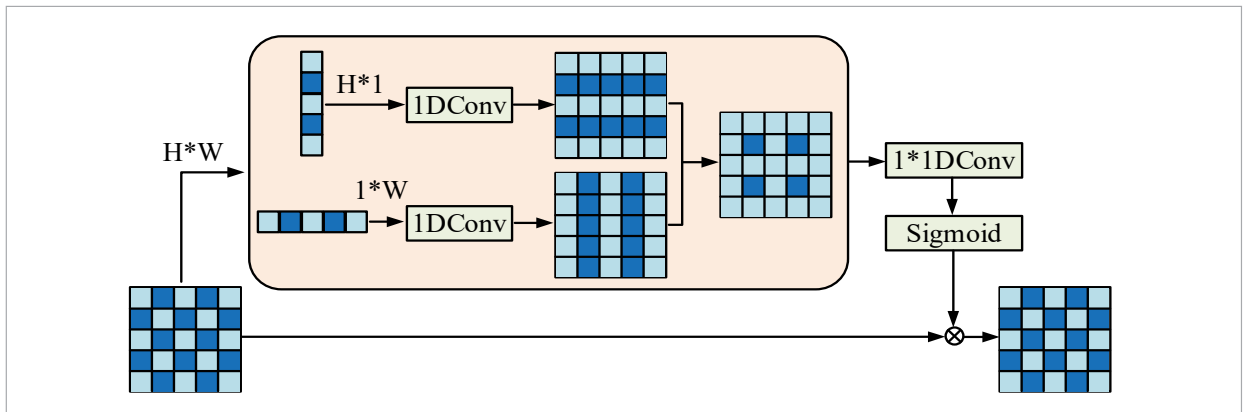 H*W
H*1
1DConv
1*W
1DConv
1*1DConv
Sigmoid